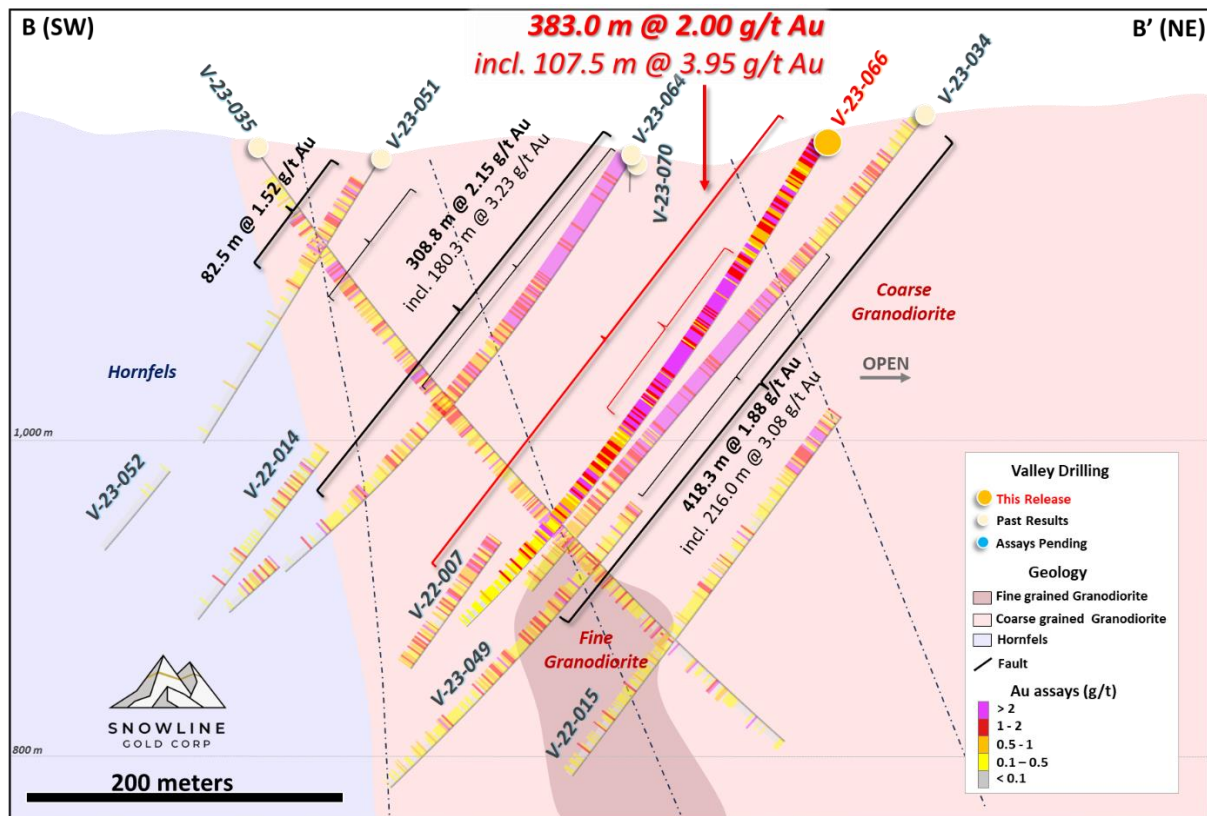 B (SW)
383.0 m @ 2.00 g/t Au
incl. 107.5 m @ 3.95 g/t Au
B’ (NE)
V-23-035
V-23-051
V-23-064
V-23-070
V-23-066
V-23-034
82.5 m @ 1.52 g/t Au
308.8 m @ 2.15 g/t Au
incl. 180.3 m @ 3.23 g/t Au
Coarse
Granodiorite
Hornfels
OPEN
418.3 m @ 1.88 g/t Au
incl. 216.0 m @ 3.08 g/t Au
1,000 m
V-23-052
V-22-014
V-22-007
V-23-049
Fine
Granodiorite
V-22-015
800 m
SNOWLINE
GOLD CORP
200 meters
Valley Drilling
This Release
Past Results
Assays Pending
Geology
Fine grained Granodiorite
Coarse grained Granodiorite
Hornfels
Fault
Au assays (g/t)
> 2
1 - 2
0.5 - 1
0.1 – 0.5
< 0.1